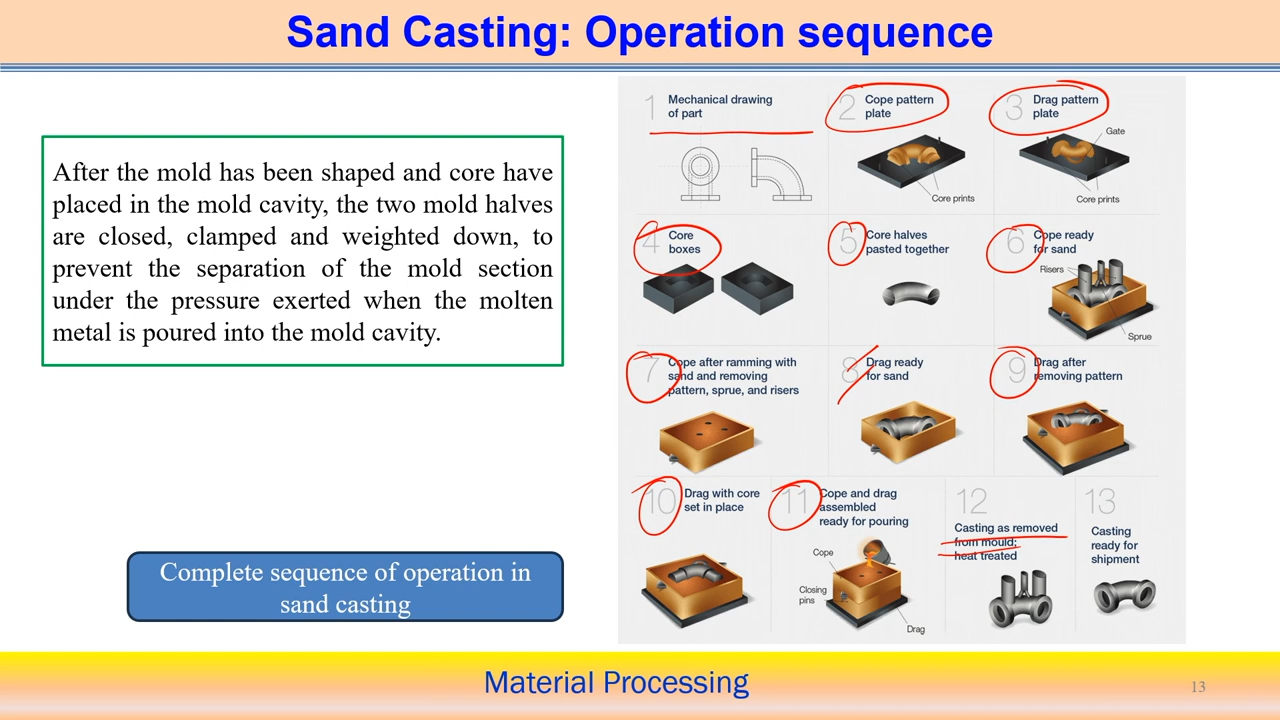 Sand Casting: Operation sequence
After the mold has been shaped and core have
placed in the mold cavity, the two mold halves
are closed, clamped and weighted down, to
prevent the separation of the mold section
under the pressure exerted when the molten
metal is poured into the mold cavity.
Complete sequence of operation in
sand casting
1 Mechanical drawing
of part
2 Cope pattern
plate
Core prints
3 Drag pattern
plate
Gate
Core prints
4 Core
boxes
5 Core halves
pasted together
6 Cope ready
for sand
Risers
Sprue
7 Cope after ramming with
sand and removing
pattern, sprue, and risers
8 Drag ready
for sand
9 Drag after
removing pattern
10 Drag with core
set in place
11 Cope and drag
assembled
ready for pouring
Cope
Closing
pins
Drag
12
Casting as removed
from mould;
heat treated
13
Casting
ready for
shipment
Material Processing
13